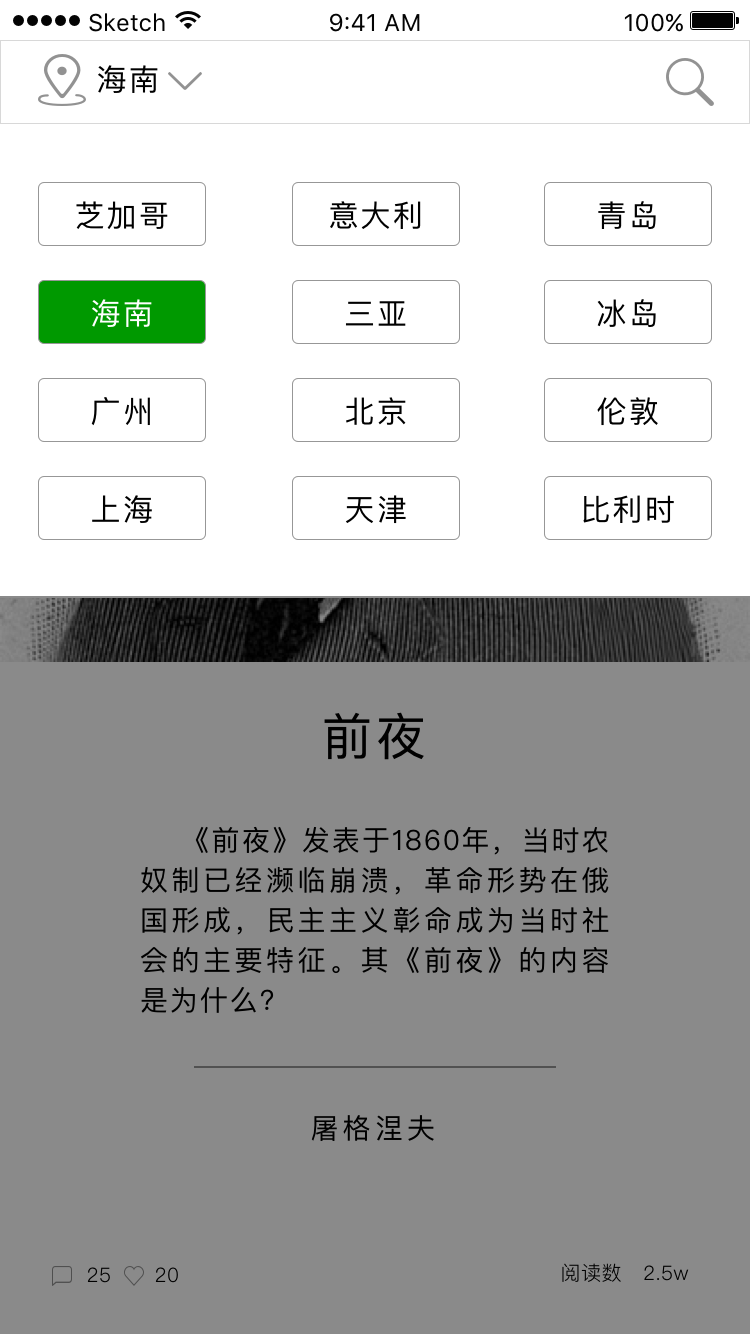 Sketch 9:41 AM 100%
海南
芝加哥 意大利 青岛
海南 三亚 冰岛
广州 北京 伦敦
上海 天津 比利时
前夜
《前夜》发表于1860年，当时农
奴制已经濒临崩溃，革命形势在俄
国形成，民主主义彰命成为当时社
会的主要特征。其《前夜》的内容
是为什么？
屠格涅夫
25 20 阅读数 2.5w